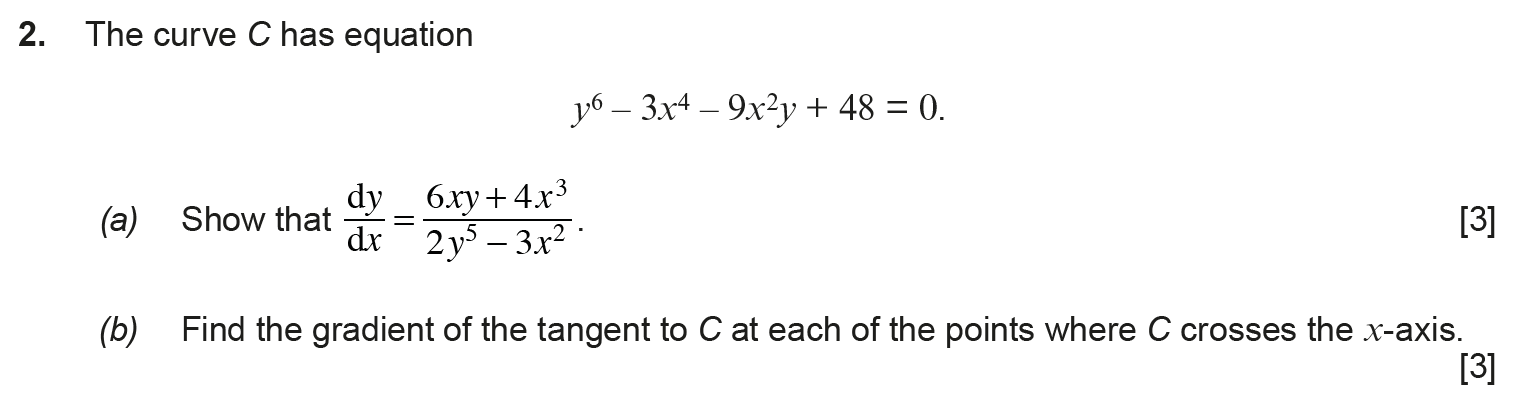 2. The curve C has equation
y⁶ – 3x⁴ – 9x²y + 48 = 0.
(a) Show that dy/dx = (6xy + 4x³)/(2y⁵ – 3x²). [3]
(b) Find the gradient of the tangent to C at each of the points where C crosses the x-axis.
[3]